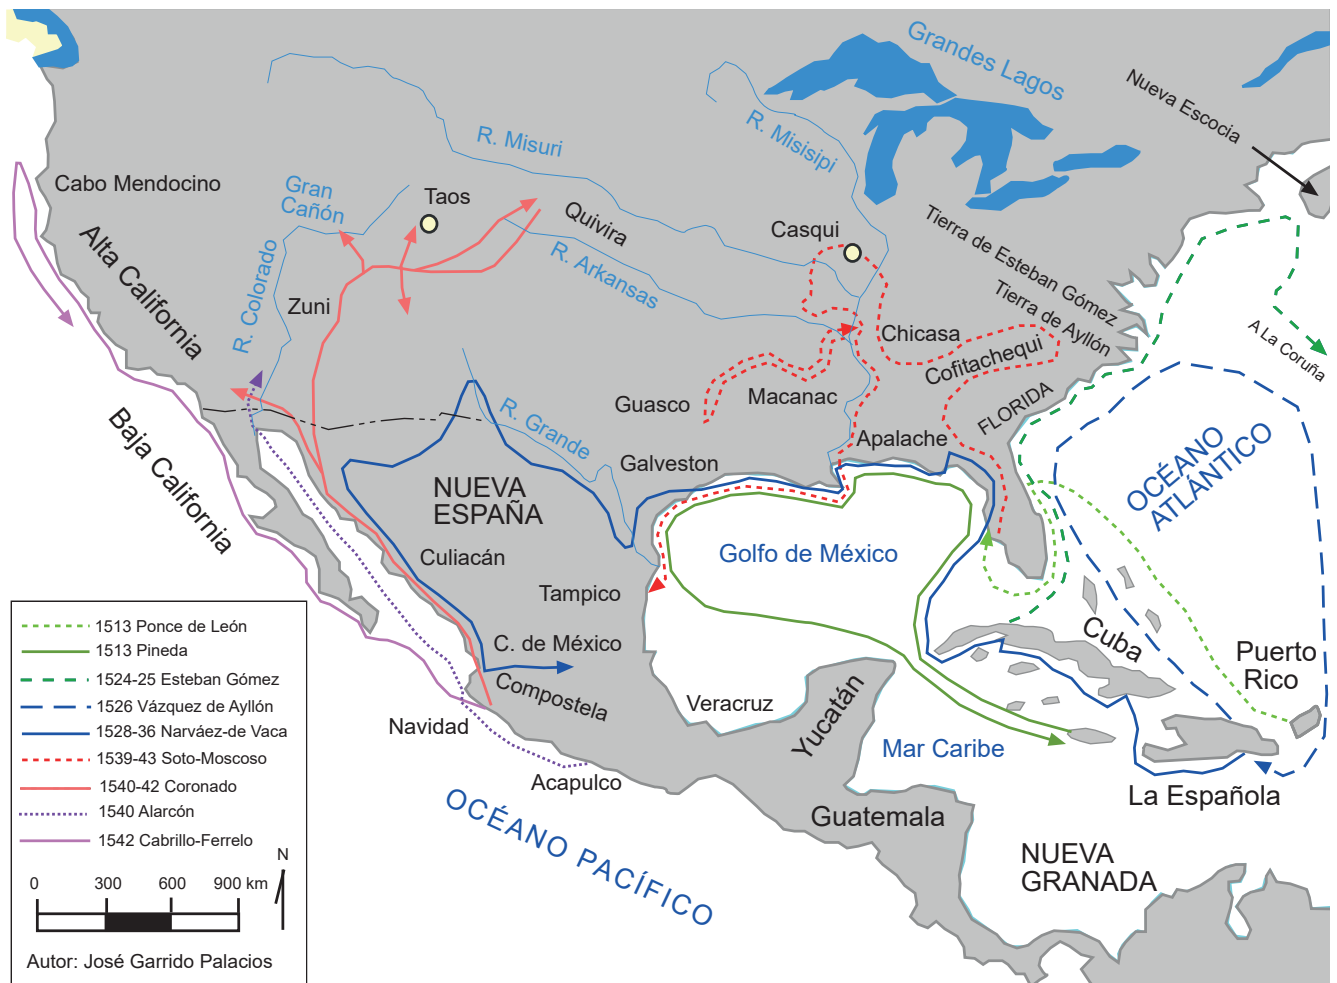 Grandes Lagos
Nueva Escocia
R. Misuri
R. Misisipi
Cabo Mendocino
Gran
Cañón
Taos
Quivira
Casqui
Tierra de Esteban Gómez
Alta California
R. Colorado
Zuni
R. Arkansas
Tierra de Ayllón
Chicasa
Cofitachequi
A La Coruña
Guasco
Macanac
FLORIDA
Baja California
R. Grande
Apalache
Galveston
OCÉANO
ATLÁNTICO
NUEVA
ESPAÑA
Golfo de México
Culiacán
Tampico
C. de México
Cuba
Puerto
Rico
Compostela
Navidad
Veracruz
Yucatán
Mar Caribe
Acapulco
La Española
OCÉANO PACÍFICO
Guatemala
NUEVA
GRANADA
1513 Ponce de León
1513 Pineda
1524-25 Esteban Gómez
1526 Vázquez de Ayllón
1528-36 Narváez-de Vaca
1539-43 Soto-Moscoso
1540-42 Coronado
1540 Alarcón
1542 Cabrillo-Ferrelo
N
0 300 600 900 km
Autor: José Garrido Palacios